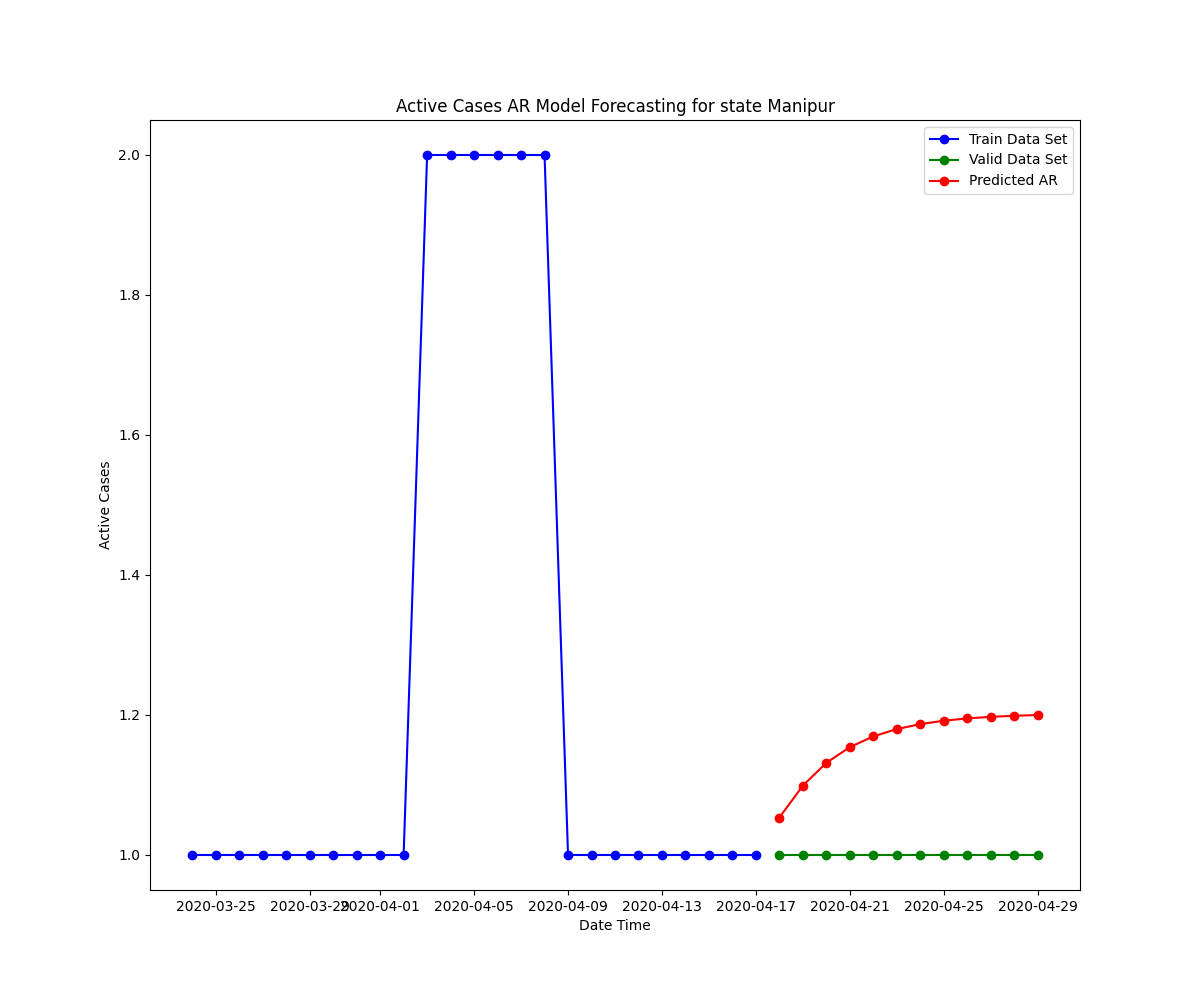 Active Cases AR Model Forecasting for state Manipur
Train Data Set
Valid Data Set
Predicted AR
2.0
1.8
1.6
1.4
1.2
1.0
Active Cases
2020-03-25 2020-03-29 2020-04-01 2020-04-05 2020-04-09 2020-04-13 2020-04-17 2020-04-21 2020-04-25 2020-04-29
Date Time